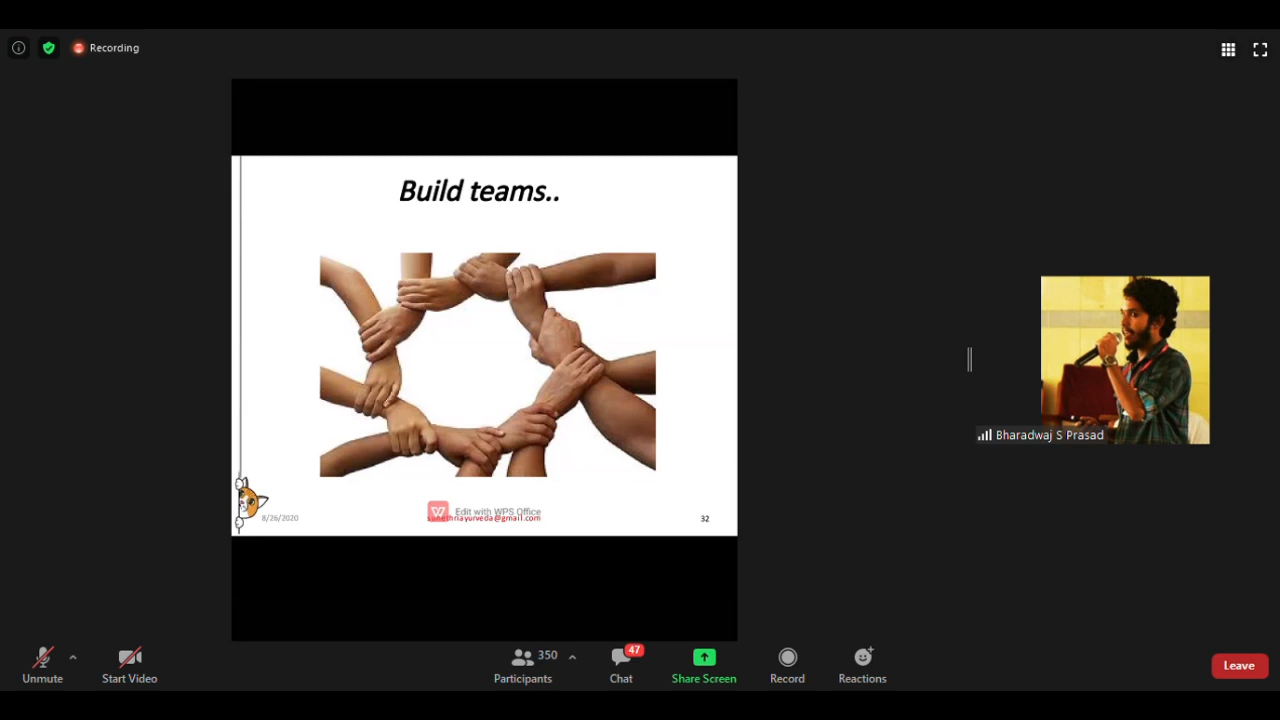 Recording
Build teams..
Bharadwaj S Prasad
Edit with WPS Office
8/26/2020
sunethriayurveda@gmail.com
32
350
47
Unmute
Start Video
Participants
Chat
Share Screen
Record
Reactions
Leave